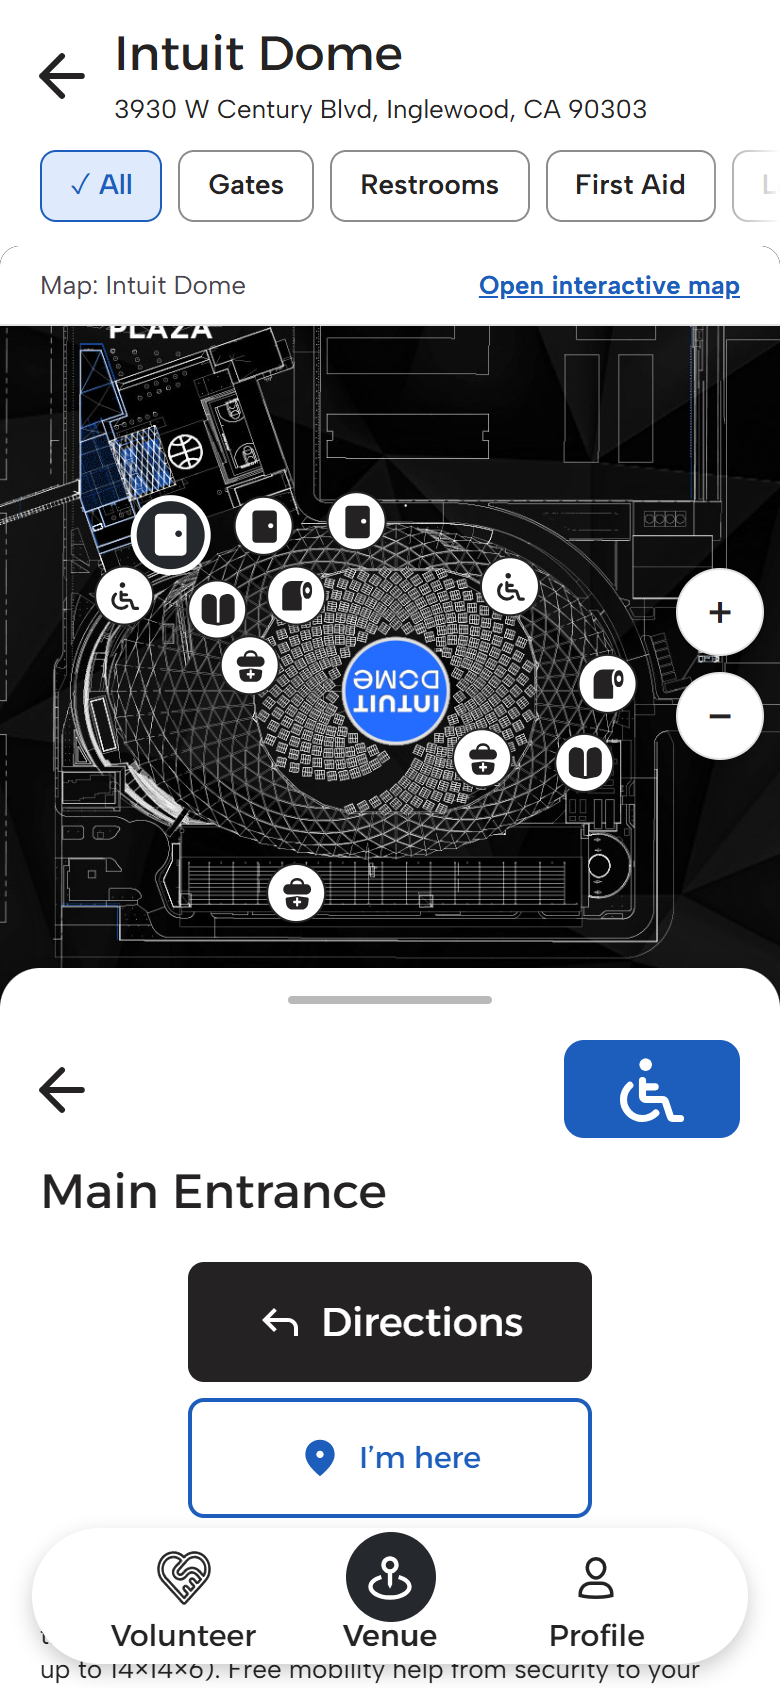 Intuit Dome
3930 W Century Blvd, Inglewood, CA 90303
✓ All
Gates
Restrooms
First Aid
Map: Intuit Dome
Open interactive map
PLAZA
INTUIT
DOME
+
−
Main Entrance
Directions
I’m here
Volunteer
Venue
Profile
up to 14×14×6). Free mobility help from security to your